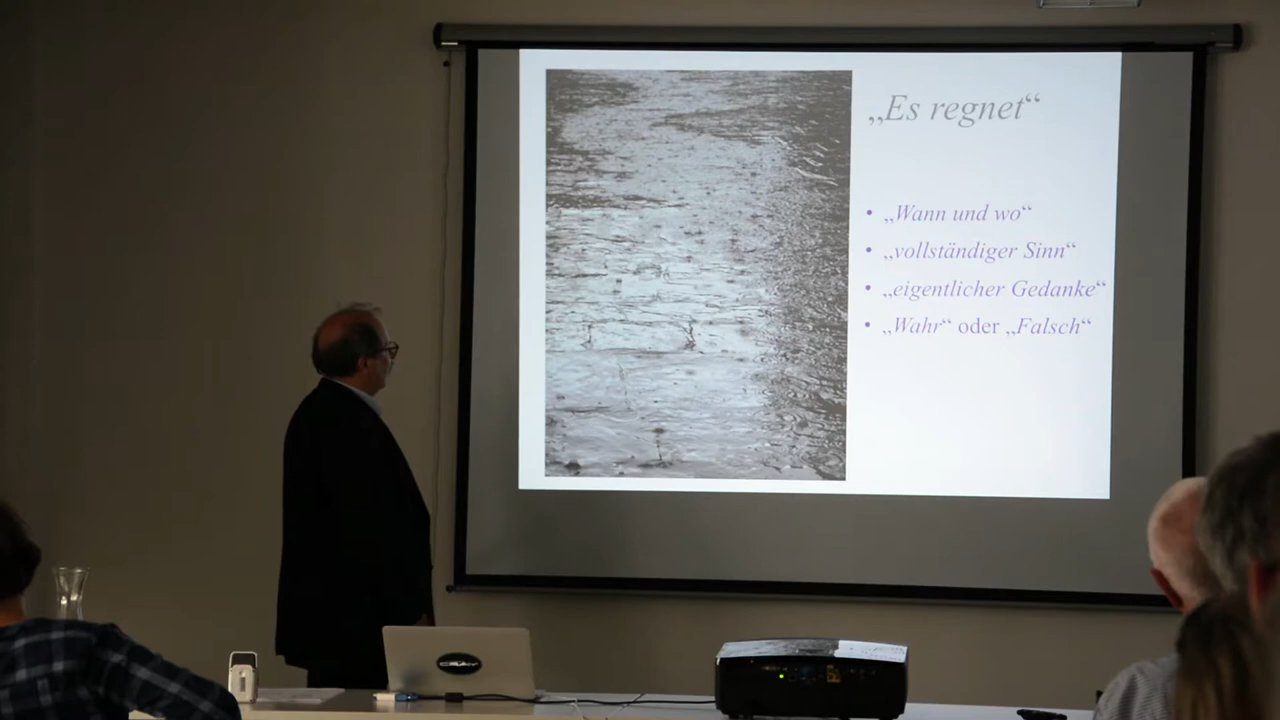 „Es regnet“
• „Wann und wo“
• „vollständiger Sinn“
• „eigentlicher Gedanke“
• „Wahr“ oder „Falsch“